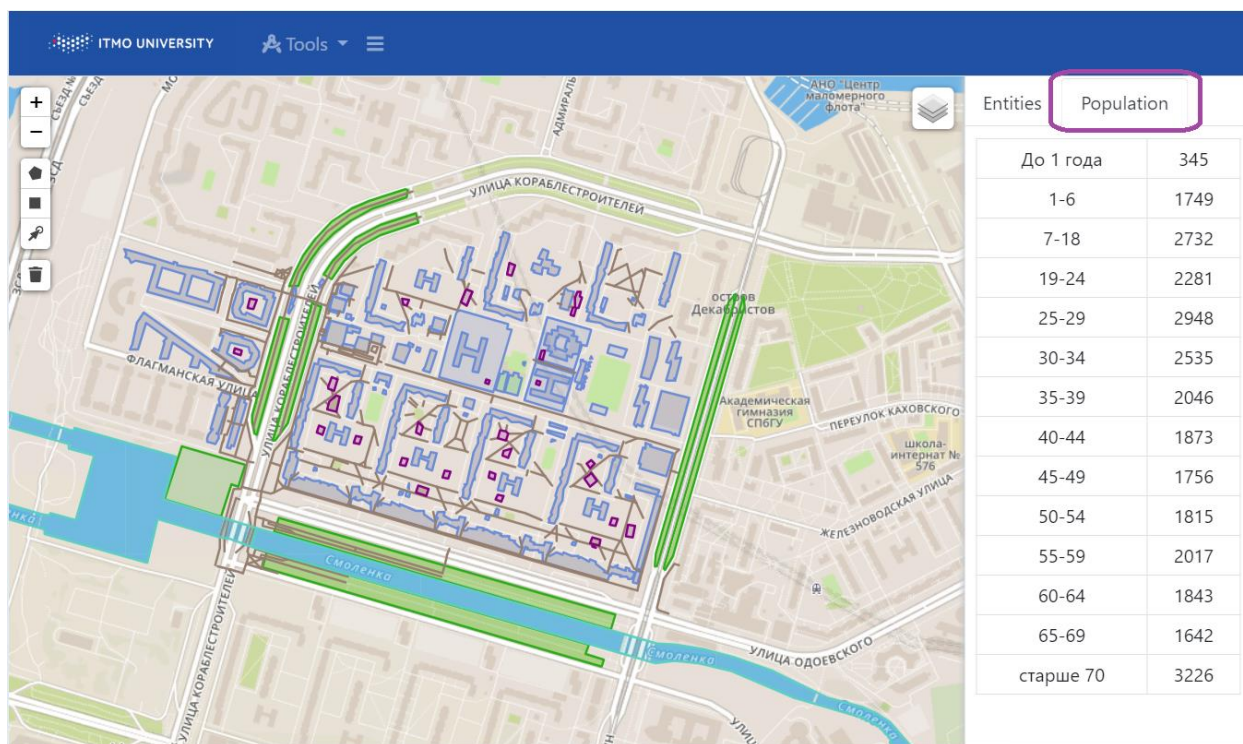 ITMO UNIVERSITY
Tools
Entities
Population
До 1 года 345
1-6 1749
7-18 2732
19-24 2281
25-29 2948
30-34 2535
35-39 2046
40-44 1873
45-49 1756
50-54 1815
55-59 2017
60-64 1843
65-69 1642
старше 70 3226
+
−
СЪЕЗД
ЗСД
АДМИРАЛЬ
АНО "Центр
маломерного
флота"
УЛИЦА КОРАБЛЕСТРОИТЕЛЕЙ
остров
Декабристов
ФЛАГМАНСКАЯ УЛИЦА
УЛИЦА КОРАБЛЕСТРОИТЕЛЕЙ
Академическая
гимназия
СПбГУ
ПЕРЕУЛОК КАХОВСКОГО
школа-
интернат №
576
ЖЕЛЕЗНОВОДСКАЯ УЛИЦА
Смоленка
УЛИЦА КОРАБЛЕСТРОИТЕЛЕЙ
Смоленка
УЛИЦА ОДОЕВСКОГО
Смоленка